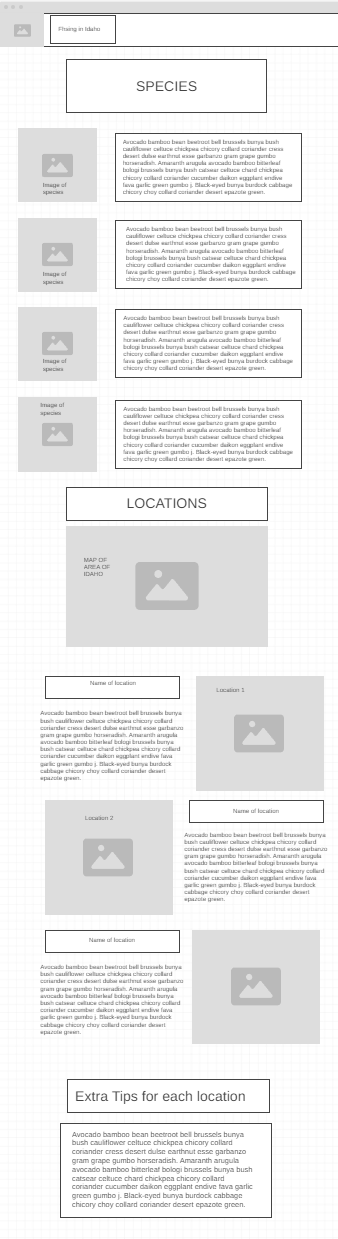 Fhsing in Idaho
SPECIES
Image of
species
Avocado bamboo bean beetroot bell brussels bunya bush
cauliflower celtuce chickpea chicory collard coriander cress
desert dulse earthnut esse garbanzo gram grape gumbo
horseradish. Amaranth arugula avocado bamboo bitterleaf
bologi brussels bunya bush catsear celtuce chard chickpea
chicory collard coriander cucumber daikon eggplant endive
fava garlic green gumbo j. Black-eyed bunya burdock cabbage
chicory choy collard coriander desert epazote green.
Image of
species
Avocado bamboo bean beetroot bell brussels bunya bush
cauliflower celtuce chickpea chicory collard coriander cress
desert dulse earthnut esse garbanzo gram grape gumbo
horseradish. Amaranth arugula avocado bamboo bitterleaf
bologi brussels bunya bush catsear celtuce chard chickpea
chicory collard coriander cucumber daikon eggplant endive
fava garlic green gumbo j. Black-eyed bunya burdock cabbage
chicory choy collard coriander desert epazote green.
Image of
species
Avocado bamboo bean beetroot bell brussels bunya bush
cauliflower celtuce chickpea chicory collard coriander cress
desert dulse earthnut esse garbanzo gram grape gumbo
horseradish. Amaranth arugula avocado bamboo bitterleaf
bologi brussels bunya bush catsear celtuce chard chickpea
chicory collard coriander cucumber daikon eggplant endive
fava garlic green gumbo j. Black-eyed bunya burdock cabbage
chicory choy collard coriander desert epazote green.
Image of
species
Avocado bamboo bean beetroot bell brussels bunya bush
cauliflower celtuce chickpea chicory collard coriander cress
desert dulse earthnut esse garbanzo gram grape gumbo
horseradish. Amaranth arugula avocado bamboo bitterleaf
bologi brussels bunya bush catsear celtuce chard chickpea
chicory collard coriander cucumber daikon eggplant endive
fava garlic green gumbo j. Black-eyed bunya burdock cabbage
chicory choy collard coriander desert epazote green.
LOCATIONS
MAP OF
AREA OF
IDAHO
Name of location
Avocado bamboo bean beetroot bell brussels bunya
bush cauliflower celtuce chickpea chicory collard
coriander cress desert dulse earthnut esse garbanzo
gram grape gumbo horseradish. Amaranth arugula
avocado bamboo bitterleaf bologi brussels bunya
bush catsear celtuce chard chickpea chicory collard
coriander cucumber daikon eggplant endive fava
garlic green gumbo j. Black-eyed bunya burdock
cabbage chicory choy collard coriander desert
epazote green.
Location 1
Location 2
Name of location
Avocado bamboo bean beetroot bell brussels bunya
bush cauliflower celtuce chickpea chicory collard
coriander cress desert dulse earthnut esse garbanzo
gram grape gumbo horseradish. Amaranth arugula
avocado bamboo bitterleaf bologi brussels bunya
bush catsear celtuce chard chickpea chicory collard
coriander cucumber daikon eggplant endive fava
garlic green gumbo j. Black-eyed bunya burdock
cabbage chicory choy collard coriander desert
epazote green.
Name of location
Avocado bamboo bean beetroot bell brussels bunya
bush cauliflower celtuce chickpea chicory collard
coriander cress desert dulse earthnut esse garbanzo
gram grape gumbo horseradish. Amaranth arugula
avocado bamboo bitterleaf bologi brussels bunya
bush catsear celtuce chard chickpea chicory collard
coriander cucumber daikon eggplant endive fava
garlic green gumbo j. Black-eyed bunya burdock
cabbage chicory choy collard coriander desert
epazote green.
Extra Tips for each location
Avocado bamboo bean beetroot bell brussels bunya
bush cauliflower celtuce chickpea chicory collard
coriander cress desert dulse earthnut esse garbanzo
gram grape gumbo horseradish. Amaranth arugula
avocado bamboo bitterleaf bologi brussels bunya bush
catsear celtuce chard chickpea chicory collard
coriander cucumber daikon eggplant endive fava garlic
green gumbo j. Black-eyed bunya burdock cabbage
chicory choy collard coriander desert epazote green.